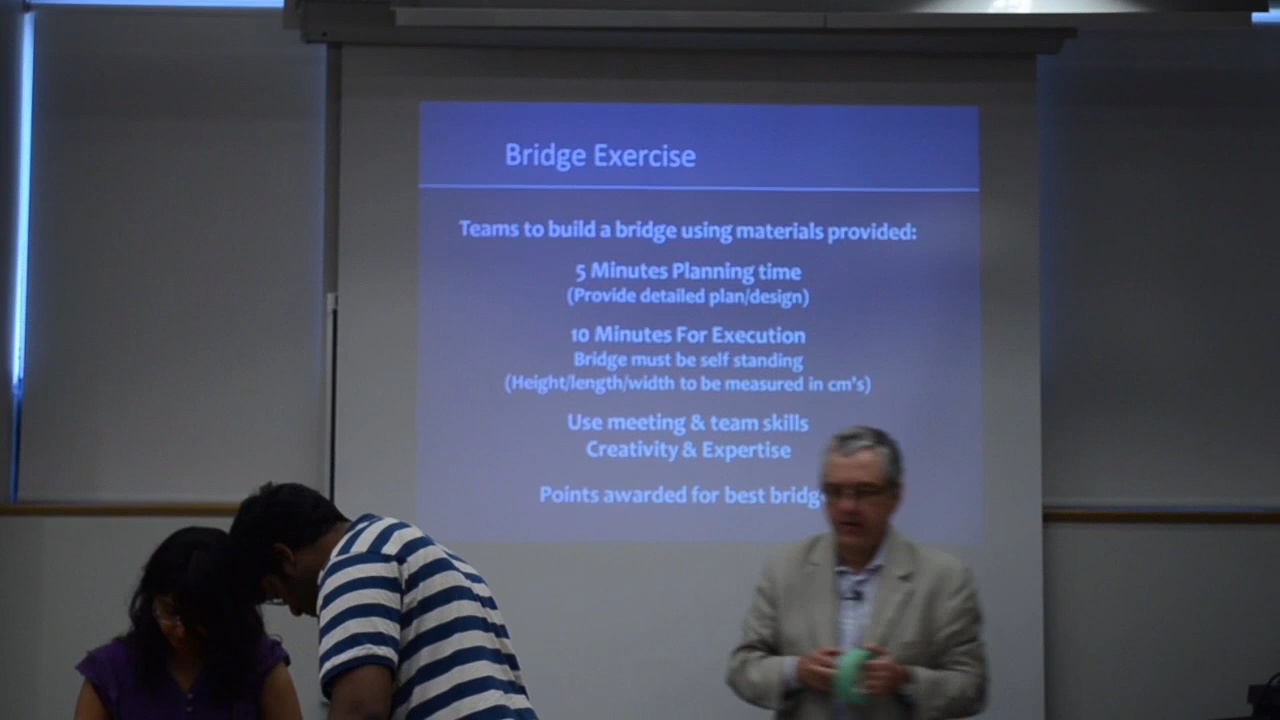 Bridge Exercise
Teams to build a bridge using materials provided:
5 Minutes Planning time
(Provide detailed plan/design)
10 Minutes For Execution
Bridge must be self standing
(Height/length/width to be measured in cm's)
Use meeting & team skills
Creativity & Expertise
Points awarded for best bridg